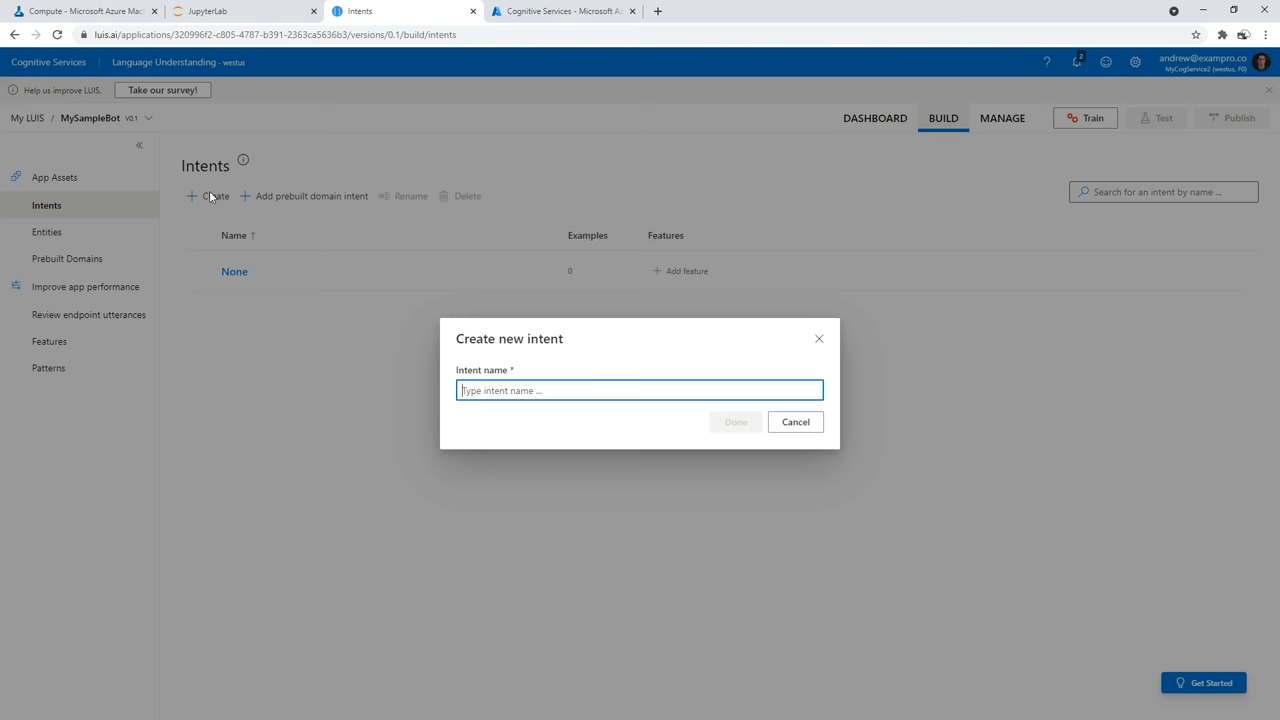 Compute - Microsoft Azure Mac
JupyterLab
Intents
Cognitive Services - Microsoft Az
luis.ai/applications/320996f2-c805-4787-b391-2363ca5636b3/versions/0.1/build/intents
Cognitive Services | Language Understanding - westus
2
andrew@exampro.co
MyCogService2 (westus, F0)
Help us improve LUIS. Take our survey!
My LUIS / MySampleBot V0.1
DASHBOARD BUILD MANAGE Train Test Publish
App Assets
Intents
Entities
Prebuilt Domains
Improve app performance
Review endpoint utterances
Features
Patterns
Intents
+ Create + Add prebuilt domain intent Rename Delete
Search for an intent by name ...
Name ↑ Examples Features
None 0 + Add feature
Create new intent
Intent name *
Type intent name ...
Done Cancel
Get Started